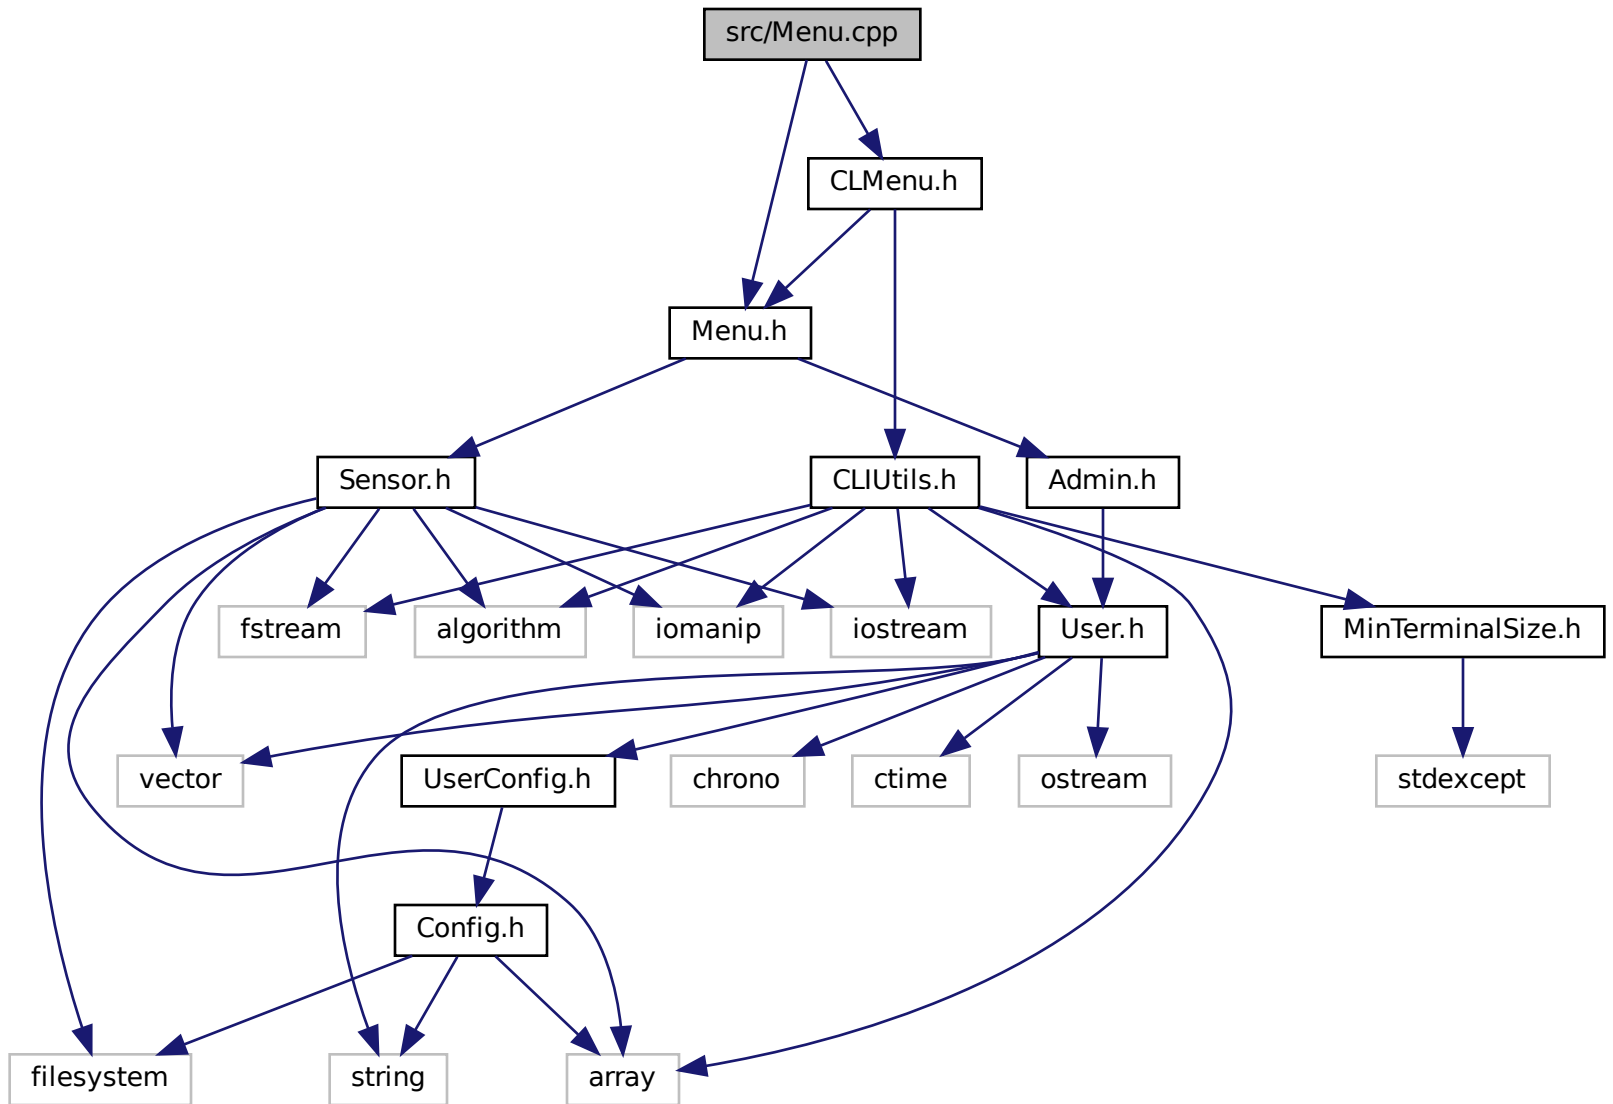 src/Menu.cpp
CLMenu.h
Menu.h
Sensor.h
CLIUtils.h
Admin.h
fstream
algorithm
iomanip
iostream
User.h
MinTerminalSize.h
vector
UserConfig.h
chrono
ctime
ostream
stdexcept
Config.h
filesystem
string
array